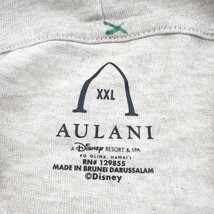 XXL
AULANI
A Disney RESORT & SPA
KO OLINA, HAWAI'I
RN# 129855
MADE IN BRUNEI DARUSSALAM
©Disney